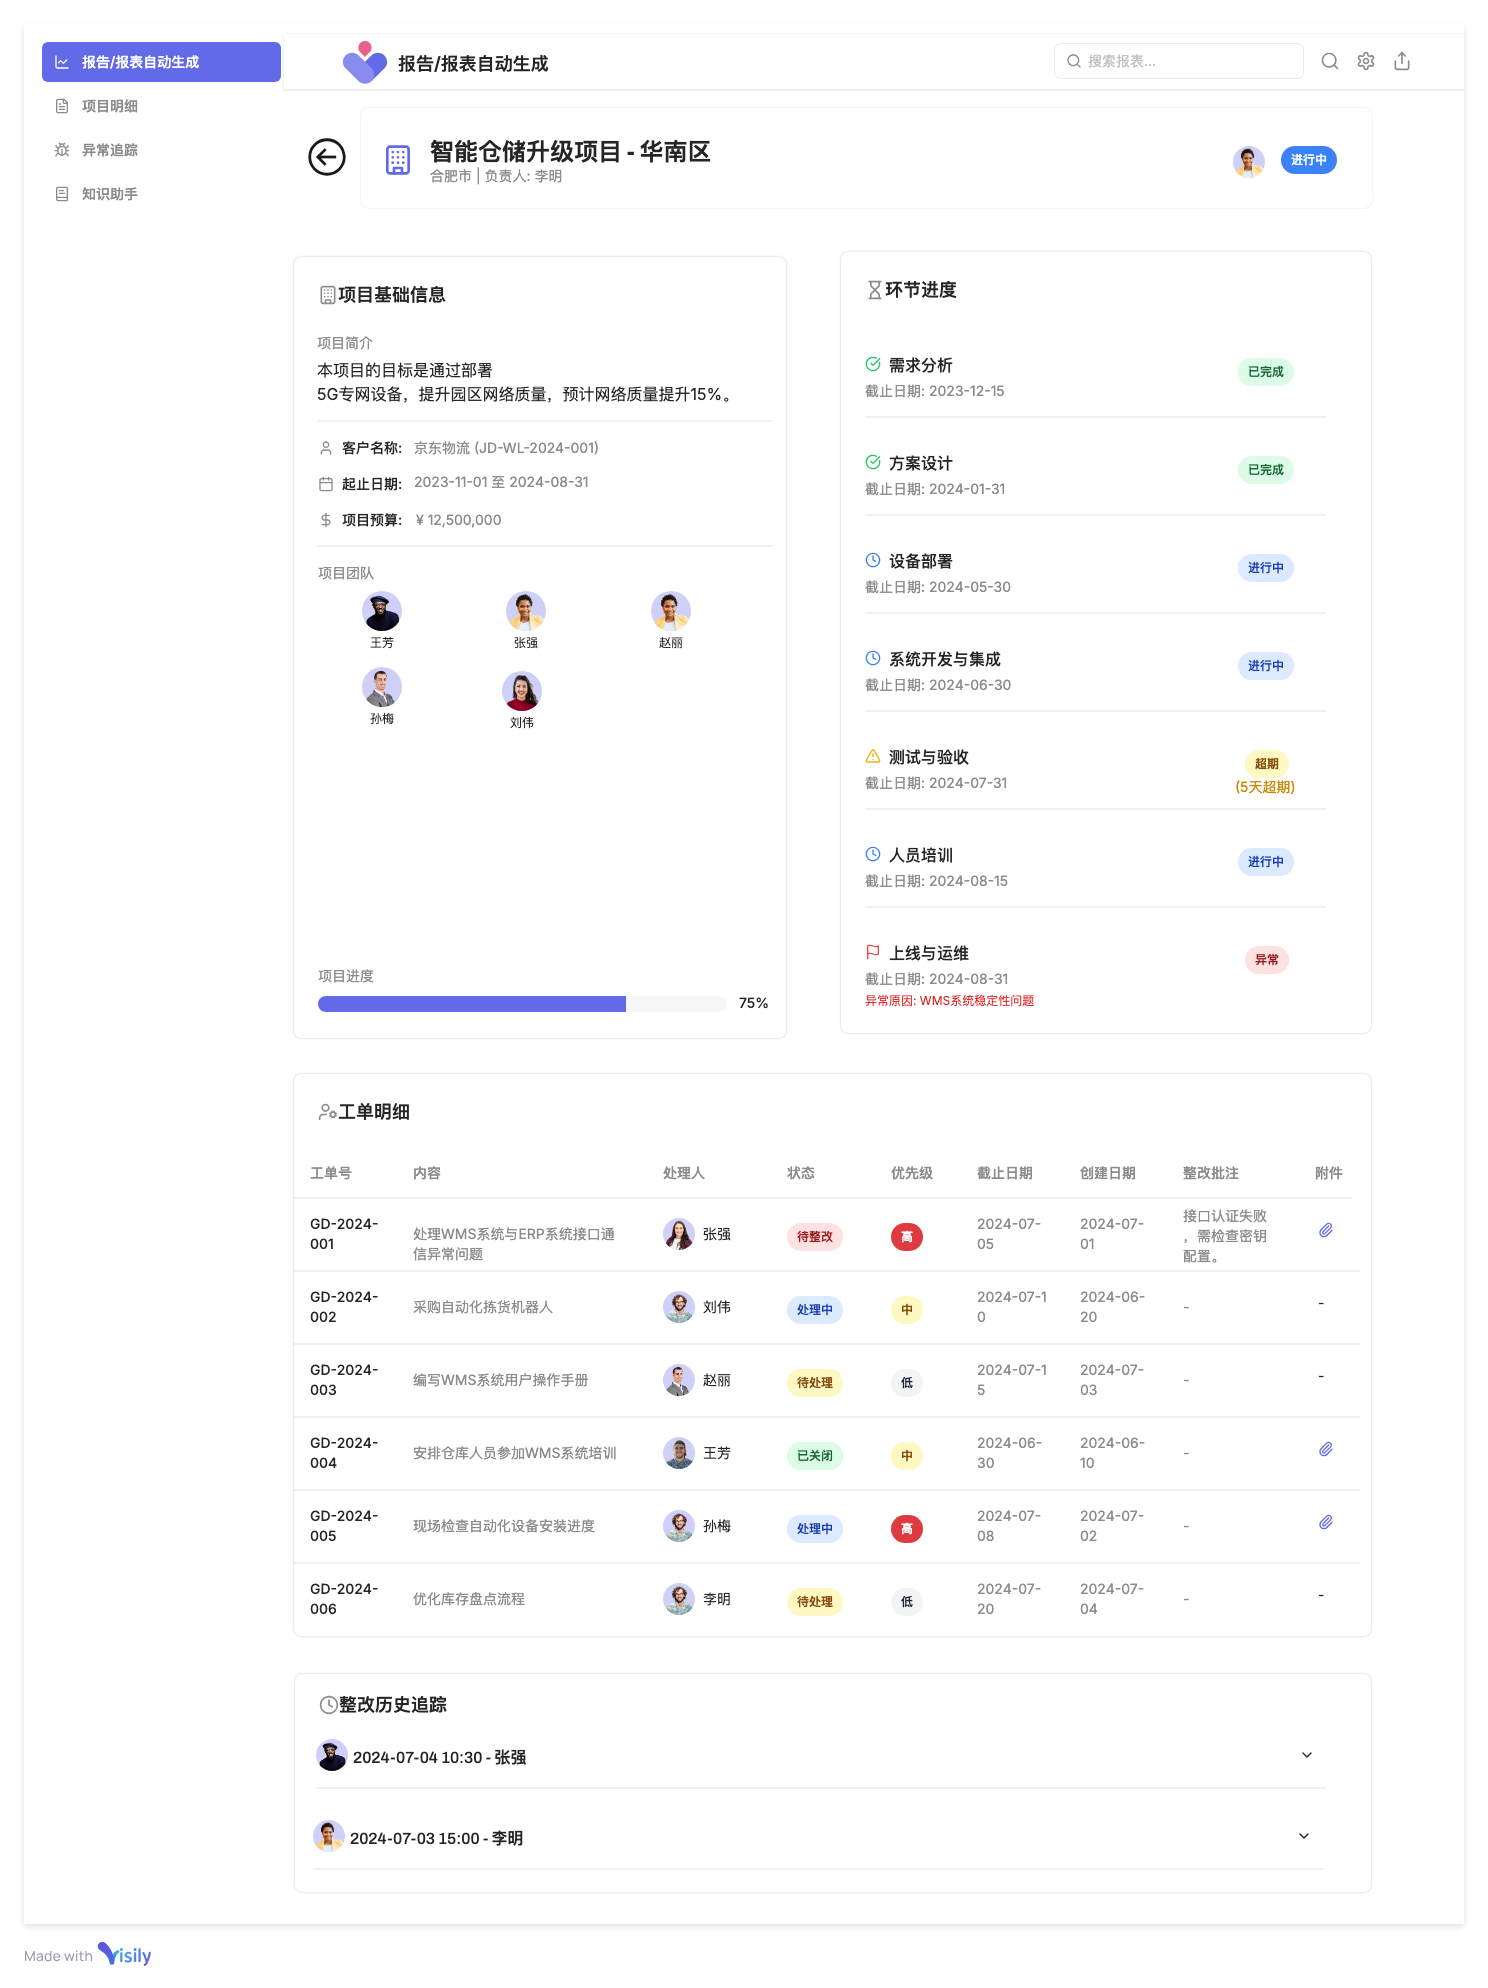 报告/报表自动生成
项目明细
异常追踪
知识助手
报告/报表自动生成
搜索报表...
智能仓储升级项目 - 华南区
合肥市 | 负责人: 李明
进行中
项目基础信息
项目简介
本项目的目标是通过部署
5G专网设备，提升园区网络质量，预计网络质量提升15%。
客户名称: 京东物流 (JD-WL-2024-001)
起止日期: 2023-11-01 至 2024-08-31
项目预算: ¥ 12,500,000
项目团队
王芳 张强 赵丽
孙梅 刘伟
项目进度
75%
环节进度
需求分析 已完成
截止日期: 2023-12-15
方案设计 已完成
截止日期: 2024-01-31
设备部署 进行中
截止日期: 2024-05-30
系统开发与集成 进行中
截止日期: 2024-06-30
测试与验收 超期
截止日期: 2024-07-31 (5天超期)
人员培训 进行中
截止日期: 2024-08-15
上线与运维 异常
截止日期: 2024-08-31
异常原因: WMS系统稳定性问题
工单明细
工单号 内容 处理人 状态 优先级 截止日期 创建日期 整改批注 附件
GD-2024-
001
处理WMS系统与ERP系统接口通
信异常问题
张强
待整改
高
2024-07-
05
2024-07-
01
接口认证失败
，需检查密钥
配置。
GD-2024-
002
采购自动化拣货机器人
刘伟
处理中
中
2024-07-1
0
2024-06-
20
-
-
GD-2024-
003
编写WMS系统用户操作手册
赵丽
待处理
低
2024-07-1
5
2024-07-
03
-
-
GD-2024-
004
安排仓库人员参加WMS系统培训
王芳
已关闭
中
2024-06-
30
2024-06-
10
-
GD-2024-
005
现场检查自动化设备安装进度
孙梅
处理中
高
2024-07-
08
2024-07-
02
-
GD-2024-
006
优化库存盘点流程
李明
待处理
低
2024-07-
20
2024-07-
04
-
-
整改历史追踪
2024-07-04 10:30 - 张强
2024-07-03 15:00 - 李明
Made with Visily